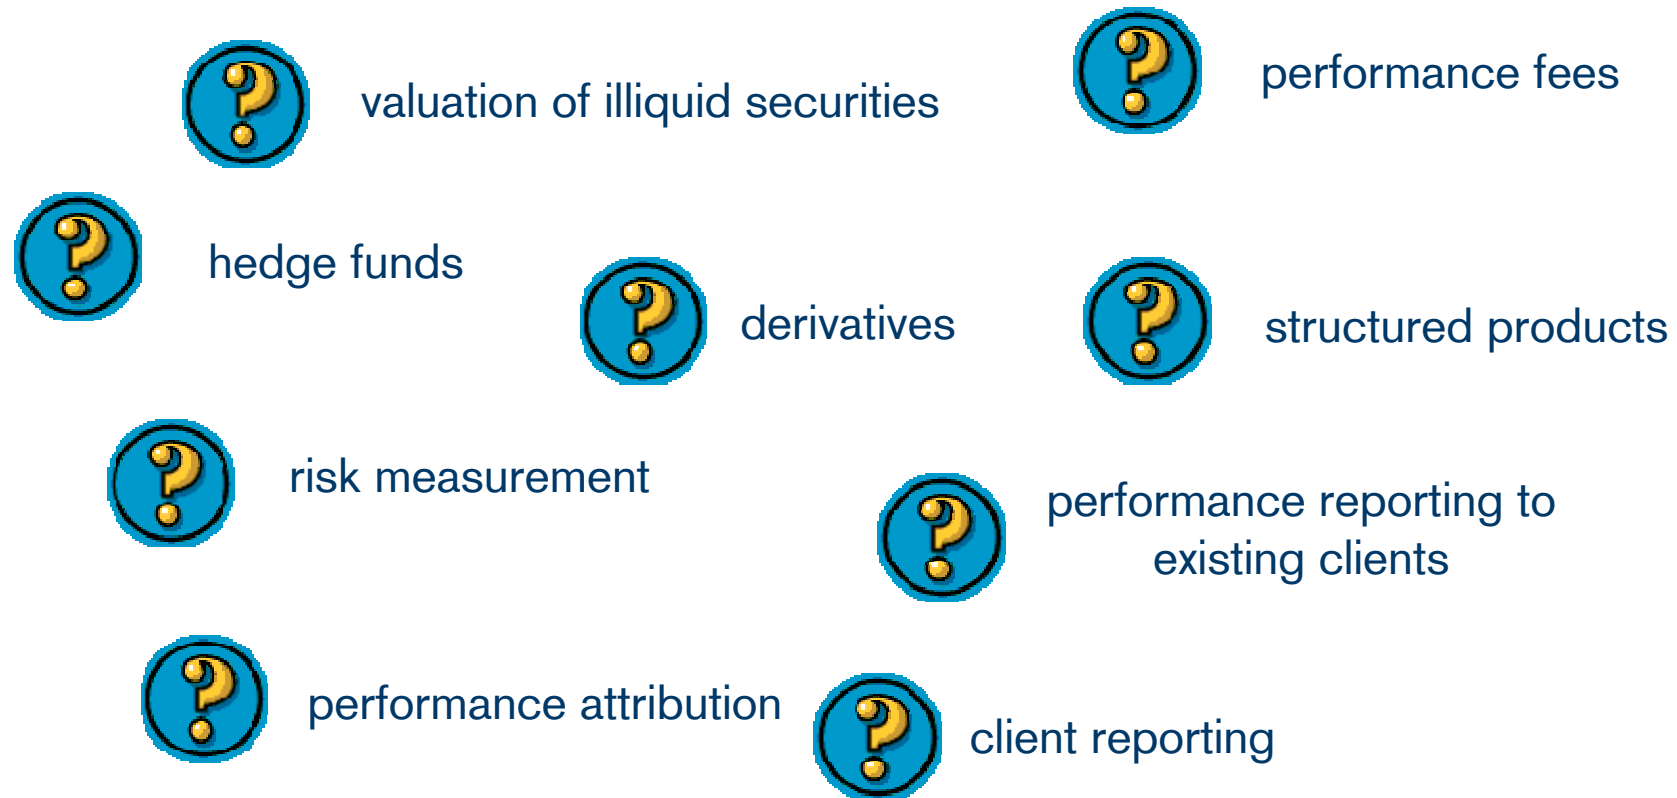 valuation of illiquid securities
performance fees
hedge funds
derivatives
structured products
risk measurement
performance reporting to
existing clients
performance attribution
client reporting